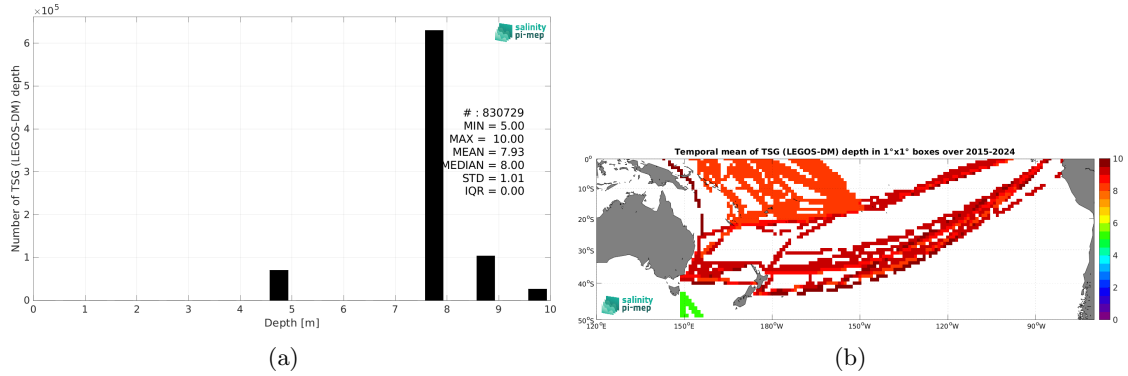 ×10⁵
6
5
4
3
2
1
0
Number of TSG (LEGOS-DM) depth
salinity
pi-mep
# : 830729
MIN = 5.00
MAX = 10.00
MEAN = 7.93
MEDIAN = 8.00
STD = 1.01
IQR = 0.00
0 1 2 3 4 5 6 7 8 9 10
Depth [m]
(a)
Temporal mean of TSG (LEGOS-DM) depth in 1°x1° boxes over 2015-2024
0°
10°S
20°S
30°S
40°S
50°S
salinity
pi-mep
120°E 150°E 180°W 150°W 120°W 90°W
10
8
6
4
2
0
(b)